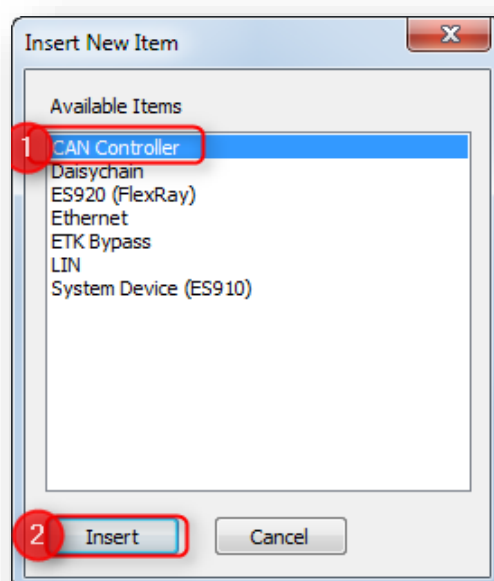 Insert New Item
Available Items
1 CAN Controller
Daisychain
ES920 (FlexRay)
Ethernet
ETK Bypass
LIN
System Device (ES910)
2 Insert Cancel